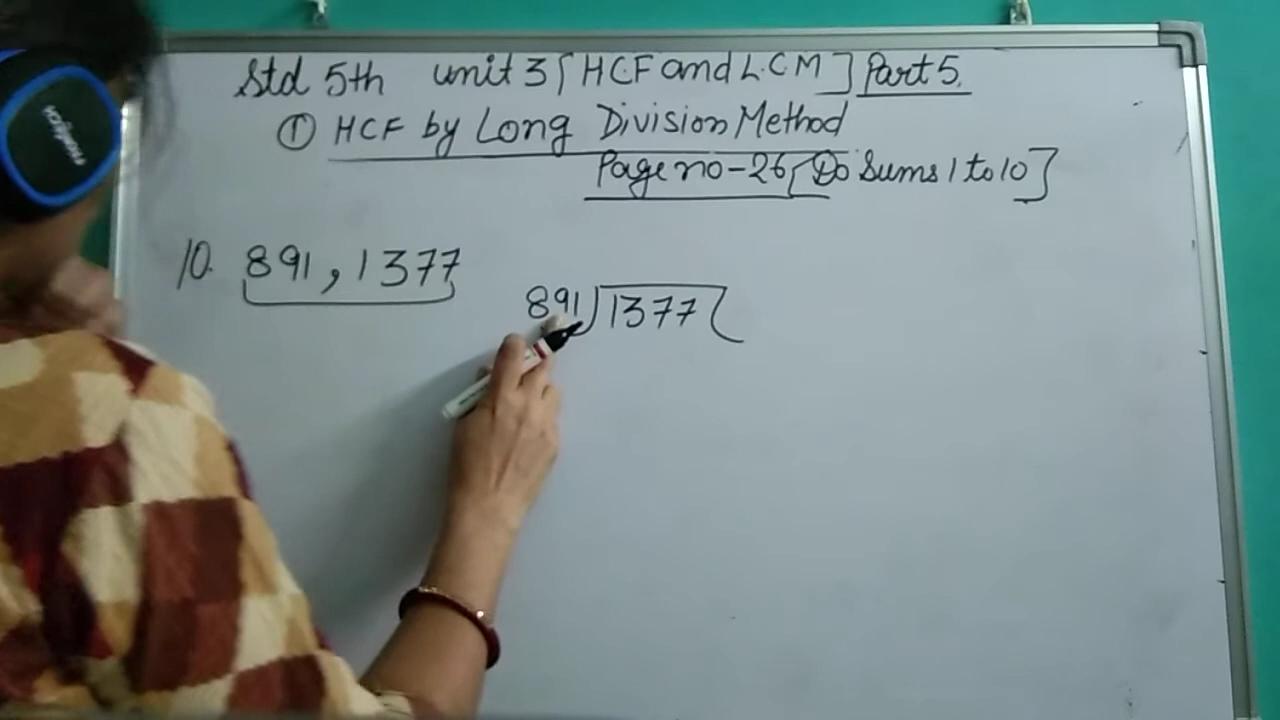 Std 5th unit 3 [HCF and L.C.M] Part 5.
① HCF by Long Division Method
Page no-26 [Do Sums 1 to 10]
10. 891, 1377
891) 1377 (